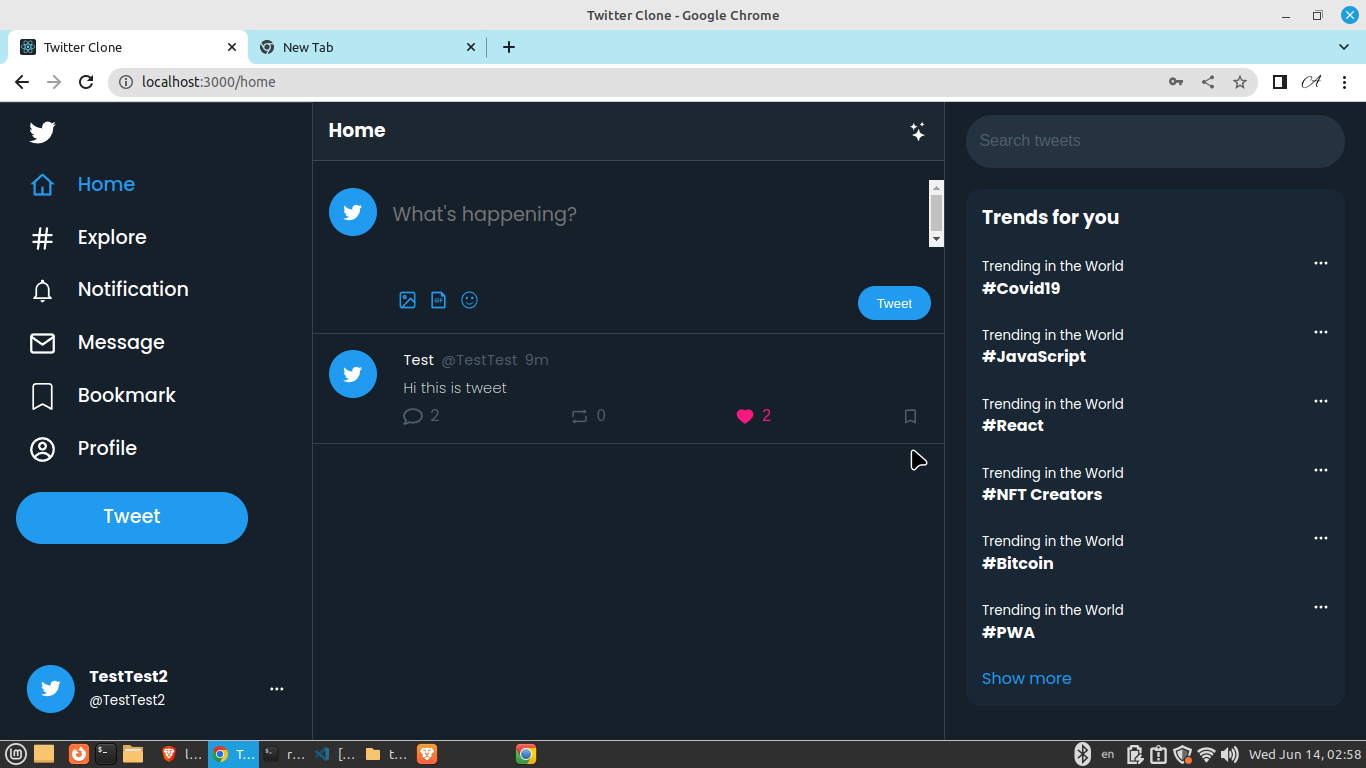 Twitter Clone - Google Chrome
Twitter Clone
New Tab
localhost:3000/home
Home
Explore
Notification
Message
Bookmark
Profile
Tweet
TestTest2
@TestTest2
Home
What's happening?
GIF
Tweet
Test @TestTest 9m
Hi this is tweet
2 0 2
Search tweets
Trends for you
Trending in the World
#Covid19
Trending in the World
#JavaScript
Trending in the World
#React
Trending in the World
#NFT Creators
Trending in the World
#Bitcoin
Trending in the World
#PWA
Show more
l... T... r... [... t... en Wed Jun 14, 02:58